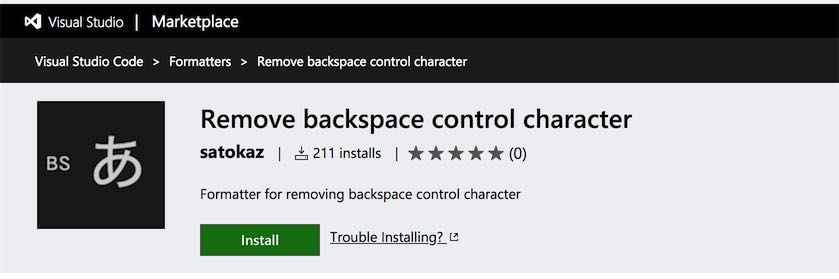 Visual Studio | Marketplace
Visual Studio Code > Formatters > Remove backspace control character
BS あ
Remove backspace control character
satokaz | 211 installs | (0)
Formatter for removing backspace control character
Install Trouble Installing?